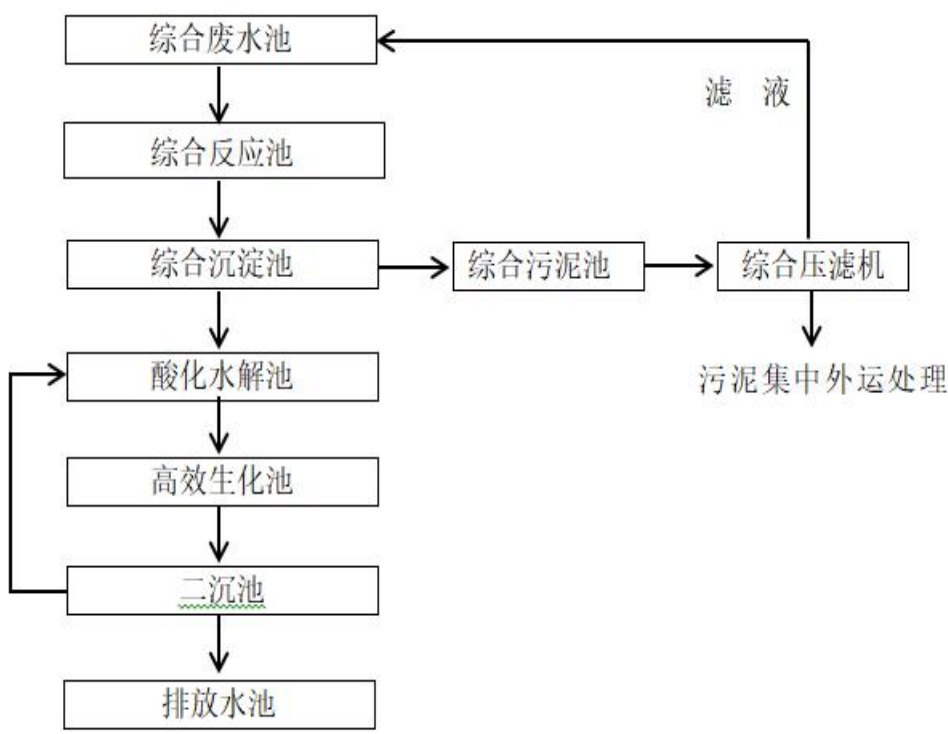 综合废水池
滤 液
综合反应池
综合沉淀池
综合污泥池
综合压滤机
酸化水解池
污泥集中外运处理
高效生化池
二沉池
排放水池